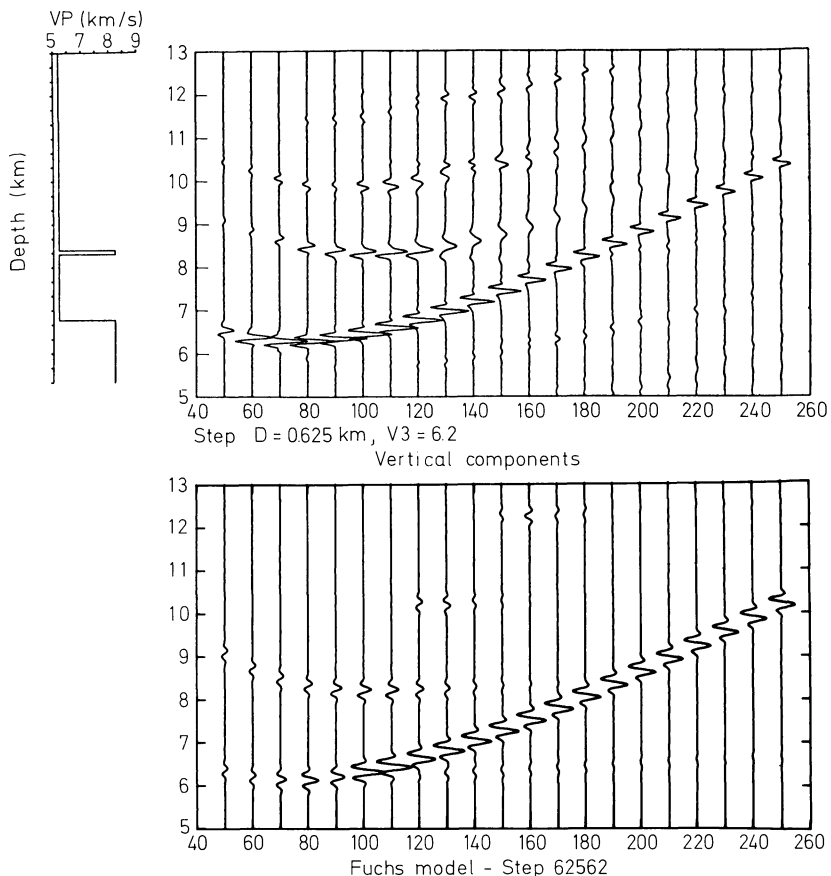 VP (km/s)
5 6 7 8 9
Depth (km)
13
12
11
10
9
8
7
6
5
40 60 80 100 120 140 160 180 200 220 240 260
Step D = 0.625 km, V3 = 6.2
Vertical components
13
12
11
10
9
8
7
6
5
40 60 80 100 120 140 160 180 200 220 240 260
Fuchs model - Step 62562